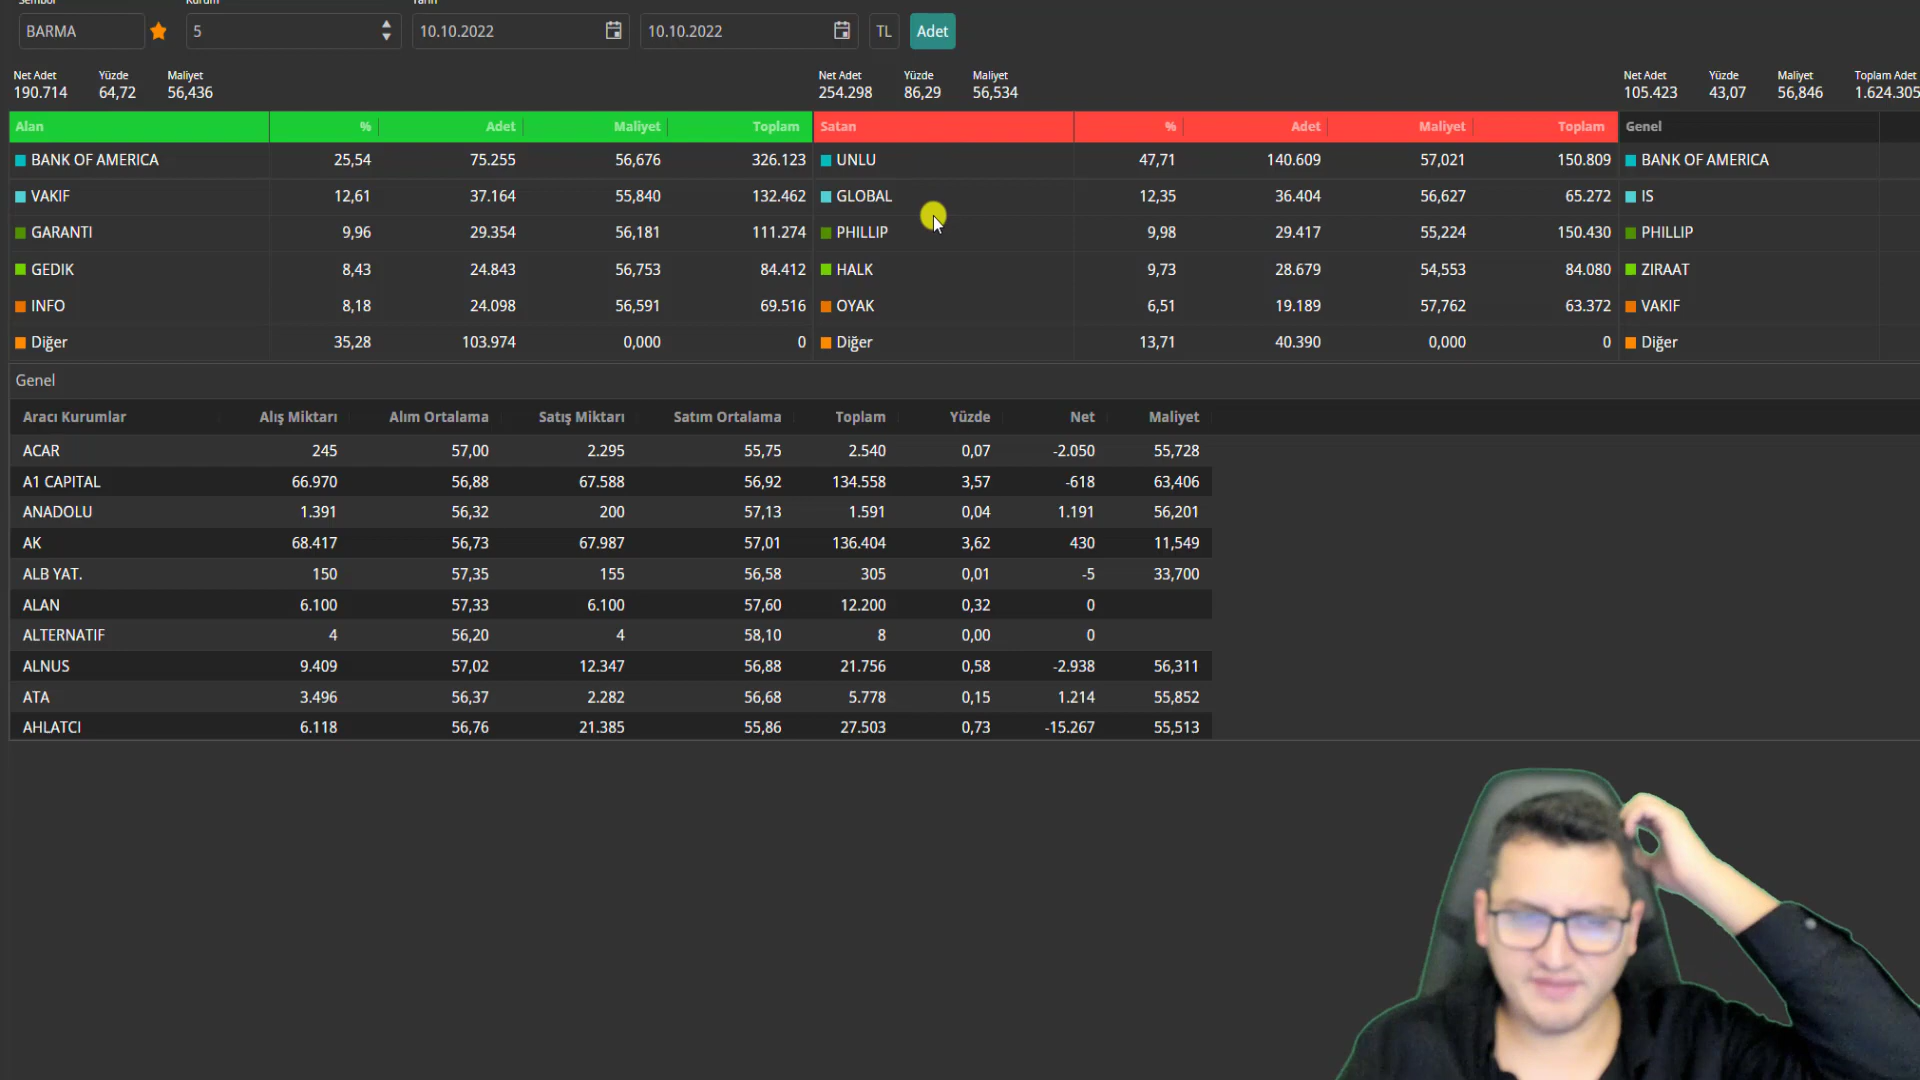 Sembol Kurum Tarih
BARMA 5 10.10.2022 10.10.2022 TL Adet
Net Adet Yüzde Maliyet Net Adet Yüzde Maliyet Net Adet Yüzde Maliyet Toplam Adet
190.714 64,72 56,436 254.298 86,29 56,534 105.423 43,07 56,846 1.624.305
Alan % Adet Maliyet Toplam Satan % Adet Maliyet Toplam Genel
BANK OF AMERICA 25,54 75.255 56,676 326.123 UNLU 47,71 140.609 57,021 150.809 BANK OF AMERICA
VAKIF 12,61 37.164 55,840 132.462 GLOBAL 12,35 36.404 56,627 65.272 IS
GARANTI 9,96 29.354 56,181 111.274 PHILLIP 9,98 29.417 55,224 150.430 PHILLIP
GEDIK 8,43 24.843 56,753 84.412 HALK 9,73 28.679 54,553 84.080 ZIRAAT
INFO 8,18 24.098 56,591 69.516 OYAK 6,51 19.189 57,762 63.372 VAKIF
Diğer 35,28 103.974 0,000 0 Diğer 13,71 40.390 0,000 0 Diğer
Genel
Aracı Kurumlar Alış Miktarı Alım Ortalama Satış Miktarı Satım Ortalama Toplam Yüzde Net Maliyet
ACAR 245 57,00 2.295 55,75 2.540 0,07 -2.050 55,728
A1 CAPITAL 66.970 56,88 67.588 56,92 134.558 3,57 -618 63,406
ANADOLU 1.391 56,32 200 57,13 1.591 0,04 1.191 56,201
AK 68.417 56,73 67.987 57,01 136.404 3,62 430 11,549
ALB YAT. 150 57,35 155 56,58 305 0,01 -5 33,700
ALAN 6.100 57,33 6.100 57,60 12.200 0,32 0
ALTERNATIF 4 56,20 4 58,10 8 0,00 0
ALNUS 9.409 57,02 12.347 56,88 21.756 0,58 -2.938 56,311
ATA 3.496 56,37 2.282 56,68 5.778 0,15 1.214 55,852
AHLATCI 6.118 56,76 21.385 55,86 27.503 0,73 -15.267 55,513